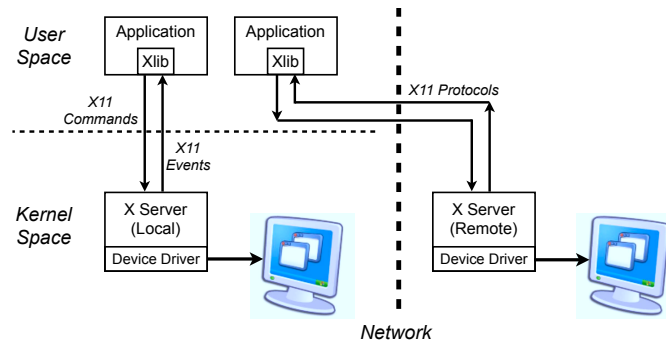 User
Space
Application
Xlib
Application
Xlib
X11 Protocols
X11
Commands
X11
Events
Kernel
Space
X Server
(Local)
Device Driver
X Server
(Remote)
Device Driver
Network